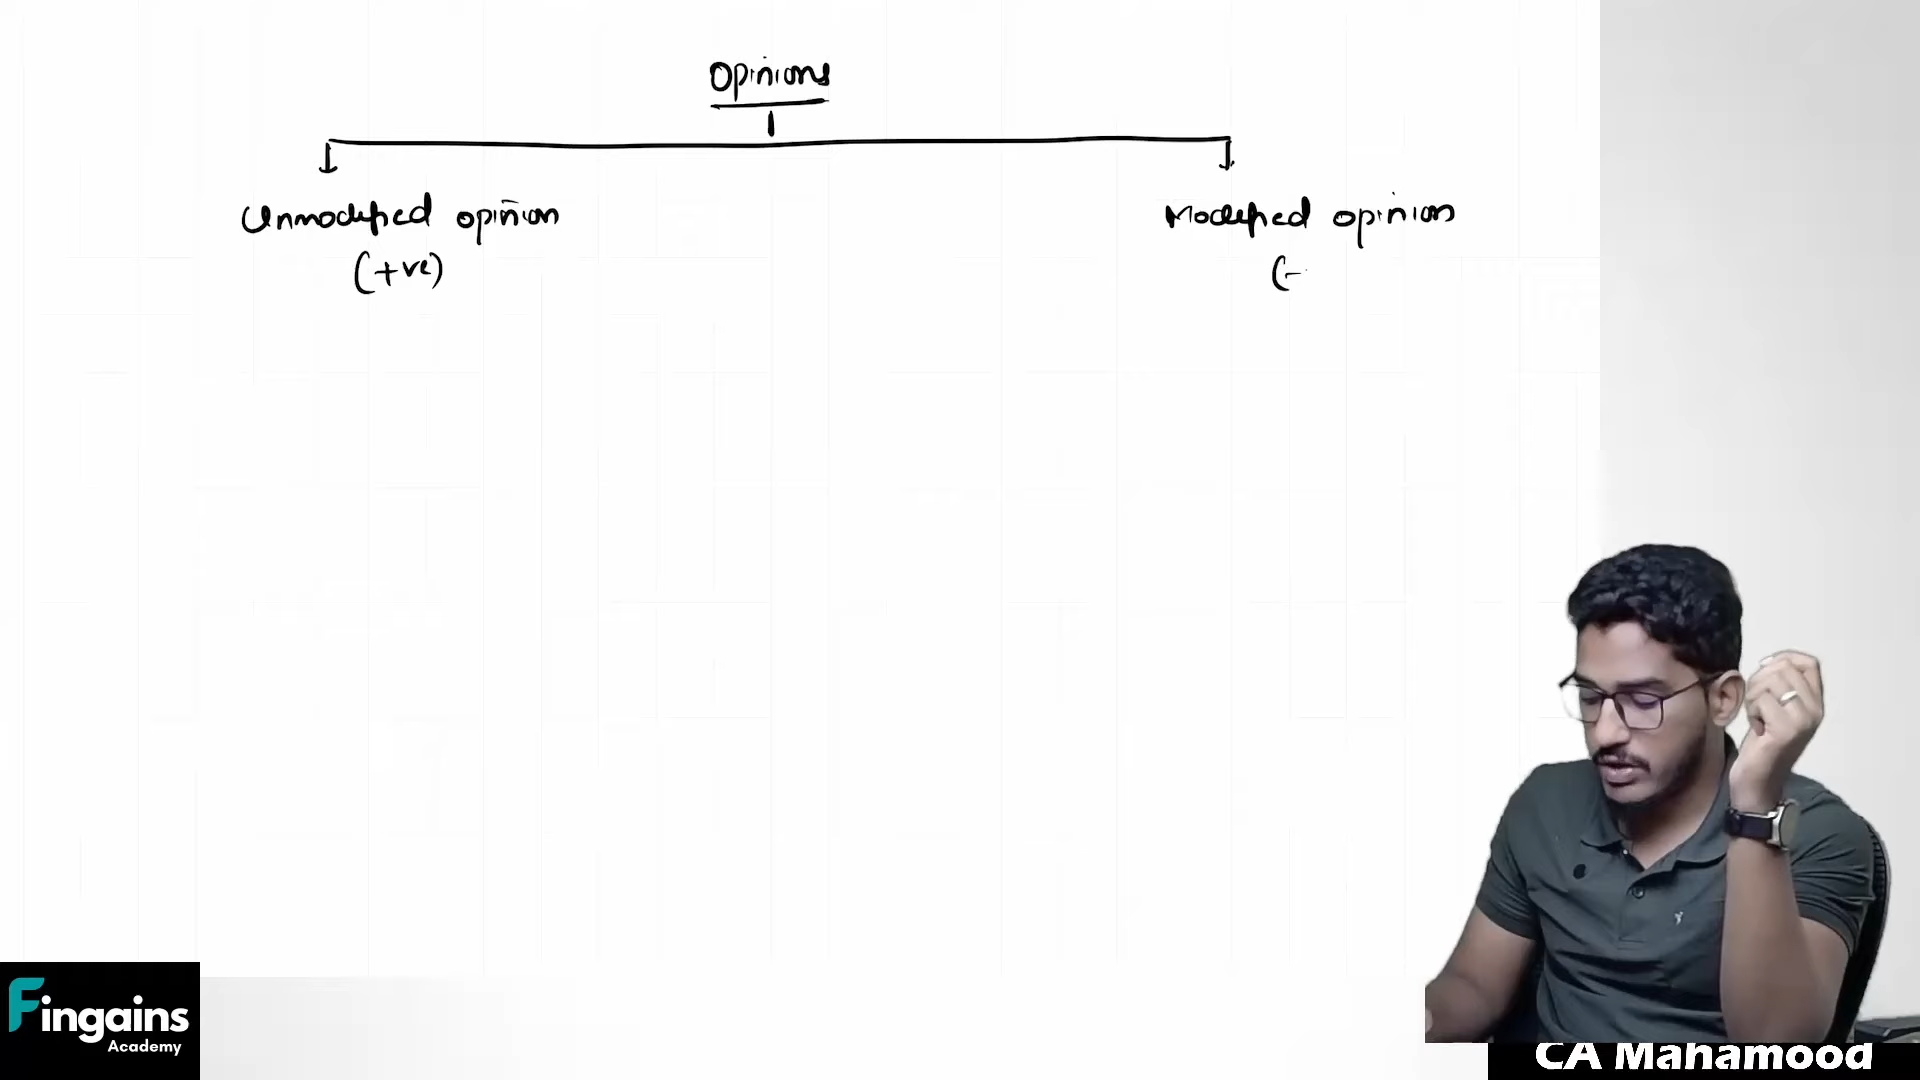 Opinions
Unmodified opinion
Modified opinion
(+ve)
(-
Fingains
Academy
CA Mahamood